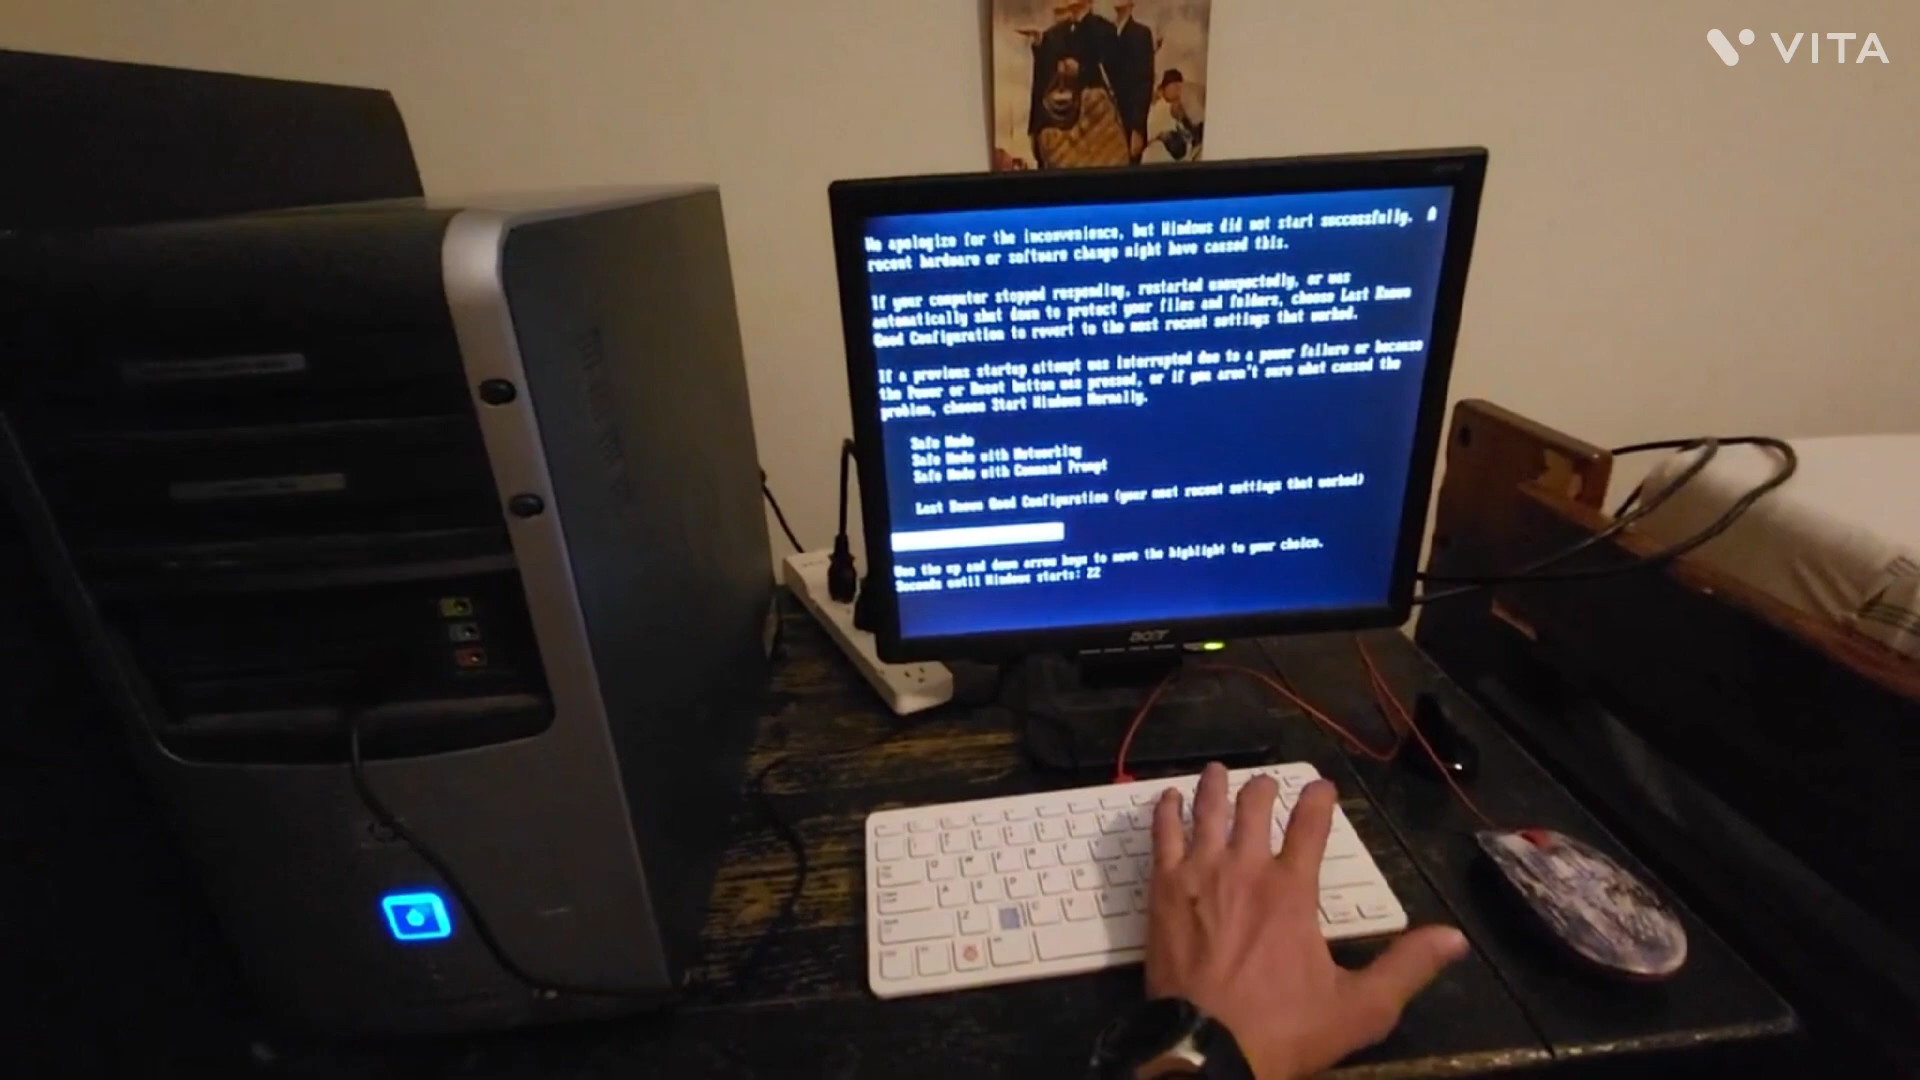 VITA
We apologize for the inconvenience, but Windows did not start successfully. A
recent hardware or software change might have caused this.
If your computer stopped responding, restarted unexpectedly, or was
automatically shut down to protect your files and folders, choose Last Known
Good Configuration to revert to the most recent settings that worked.
If a previous startup attempt was interrupted due to a power failure or because
the Power or Reset button was pressed, or if you aren't sure what caused the
problem, choose Start Windows Normally.
Safe Mode
Safe Mode with Networking
Safe Mode with Command Prompt
Last Known Good Configuration (your most recent settings that worked)
Use the up and down arrow keys to move the highlight to your choice.
Seconds until Windows starts: 22
acer